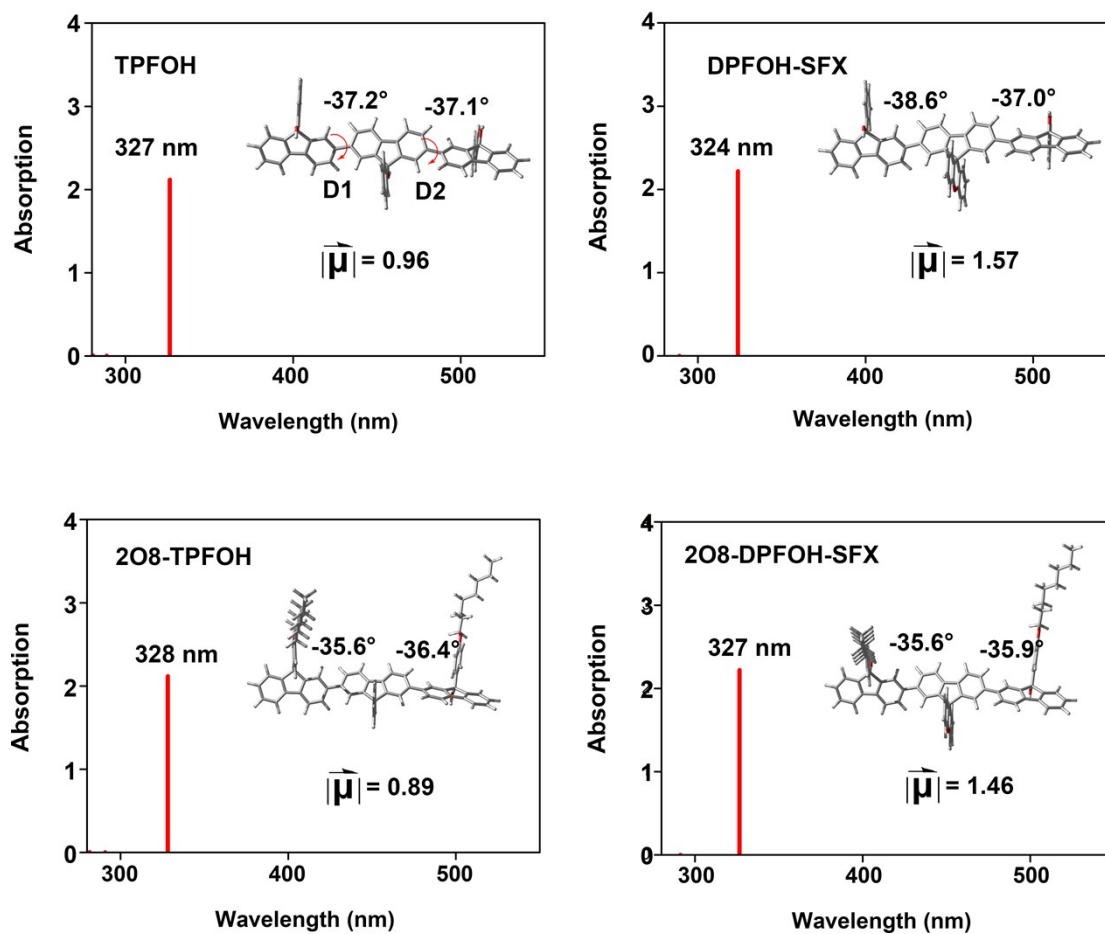 TPFOH
-37.2°
-37.1°
327 nm
D1
D2
|μ| = 0.96
Absorption
4
3
2
1
0
300
400
500
Wavelength (nm)
DPFOH-SFX
-38.6°
-37.0°
324 nm
|μ| = 1.57
Absorption
4
3
2
1
0
300
400
500
Wavelength (nm)
2O8-TPFOH
-35.6°
-36.4°
328 nm
|μ| = 0.89
Absorption
4
3
2
1
0
300
400
500
Wavelength (nm)
2O8-DPFOH-SFX
-35.6°
-35.9°
327 nm
|μ| = 1.46
Absorption
4
3
2
1
0
300
400
500
Wavelength (nm)